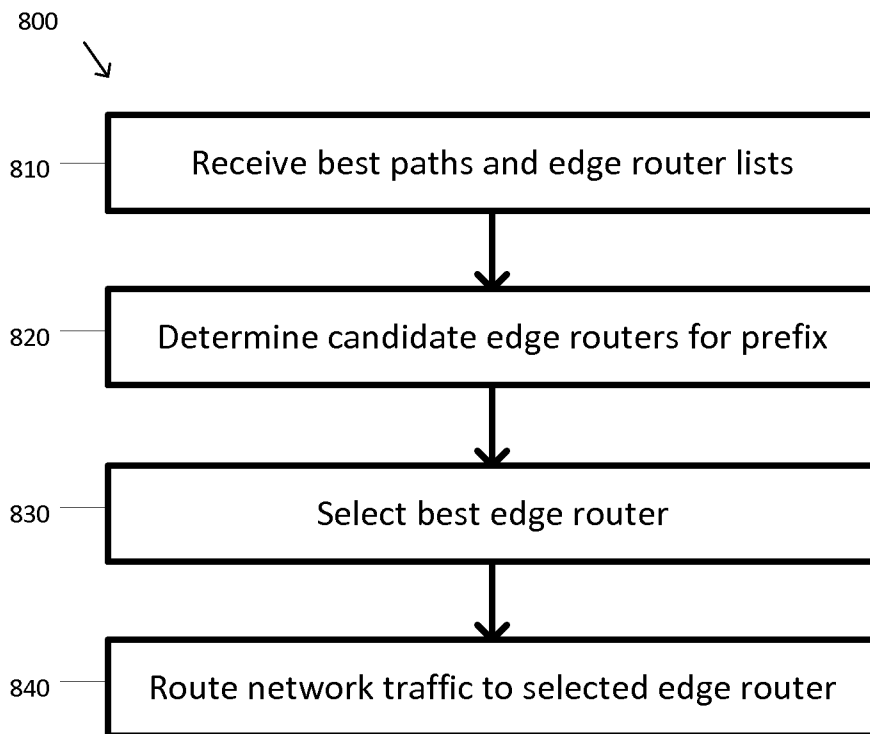 800
810
Receive best paths and edge router lists
820
Determine candidate edge routers for prefix
830
Select best edge router
840
Route network traffic to selected edge router